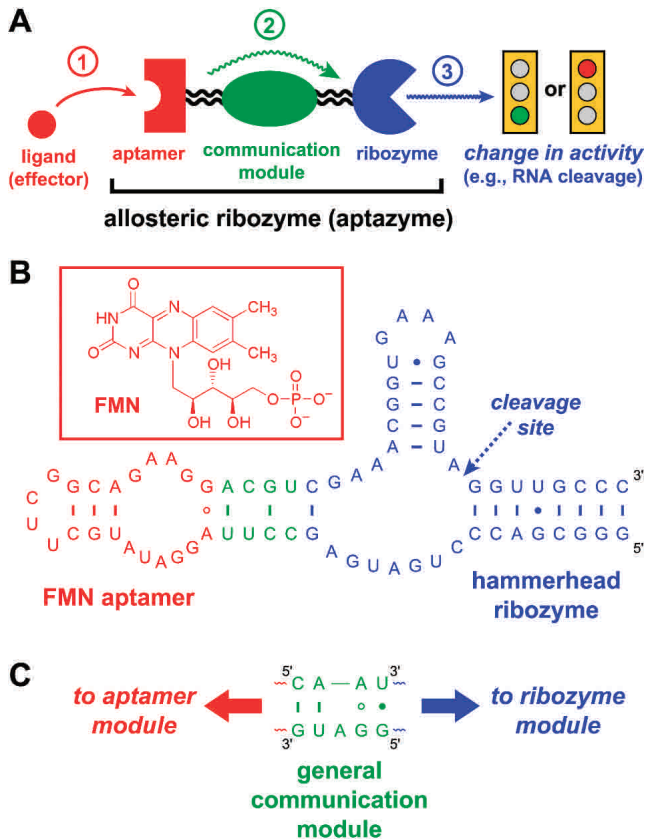 A
1
2
3
or
ligand
(effector)
aptamer
communication
module
ribozyme
change in activity
(e.g., RNA cleavage)
allosteric ribozyme (aptazyme)
B
O
N
CH3
HN
O
N
N
CH3
OH
O
O
P
O−
O−
OH
OH
FMN
A A
G A
U • G
G – C
G – C
C – G
A – U
cleavage
site
C G G C A G A A G G A C G U C G A A A
A G G U U G C C C 3'
U U C G U A U A G G A U U C C G A G U A G U C C C A G C G G G 5'
FMN aptamer
hammerhead
ribozyme
C
5' 3'
C A — A U
G U A G G
3' 5'
to aptamer
module
to ribozyme
module
general
communication
module